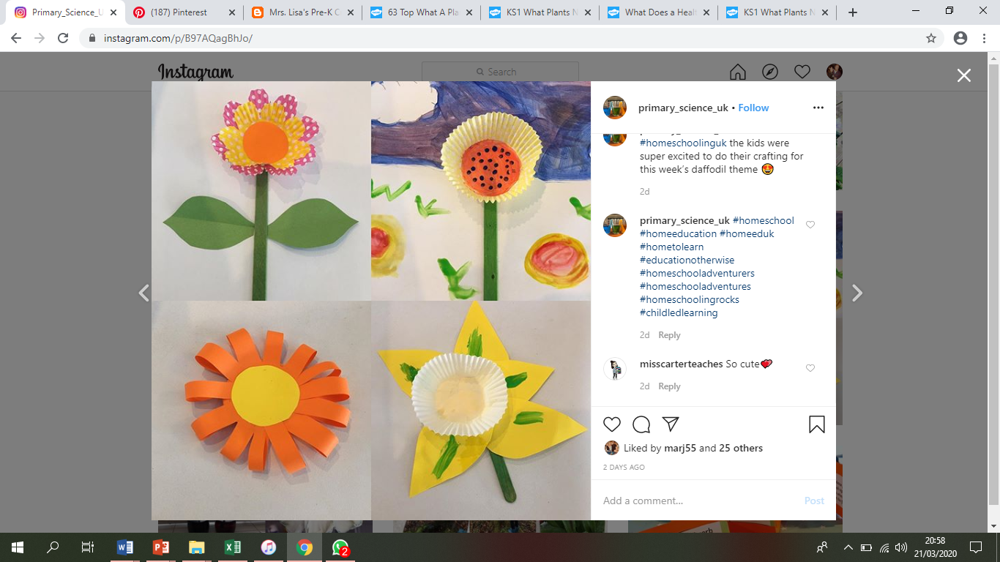 Primary_Science_U
(187) Pinterest
Mrs. Lisa's Pre-K C
63 Top What A Pla
KS1 What Plants N
What Does a Heal
KS1 What Plants N
instagram.com/p/B97AQagBhJo/
Instagram
Search
primary_science_uk • Follow
#homeschoolinguk the kids were
super excited to do their crafting for
this week's daffodil theme 😍
2d
primary_science_uk #homeschool
#homeeducation #homeeduk
#hometolearn
#educationotherwise
#homeschooladventurers
#homeschooladventures
#homeschoolingrocks
#childledlearning
2d Reply
misscarterteaches So cute💕
2d Reply
Liked by marj55 and 25 others
2 DAYS AGO
Add a comment... Post
2
20:58
21/03/2020